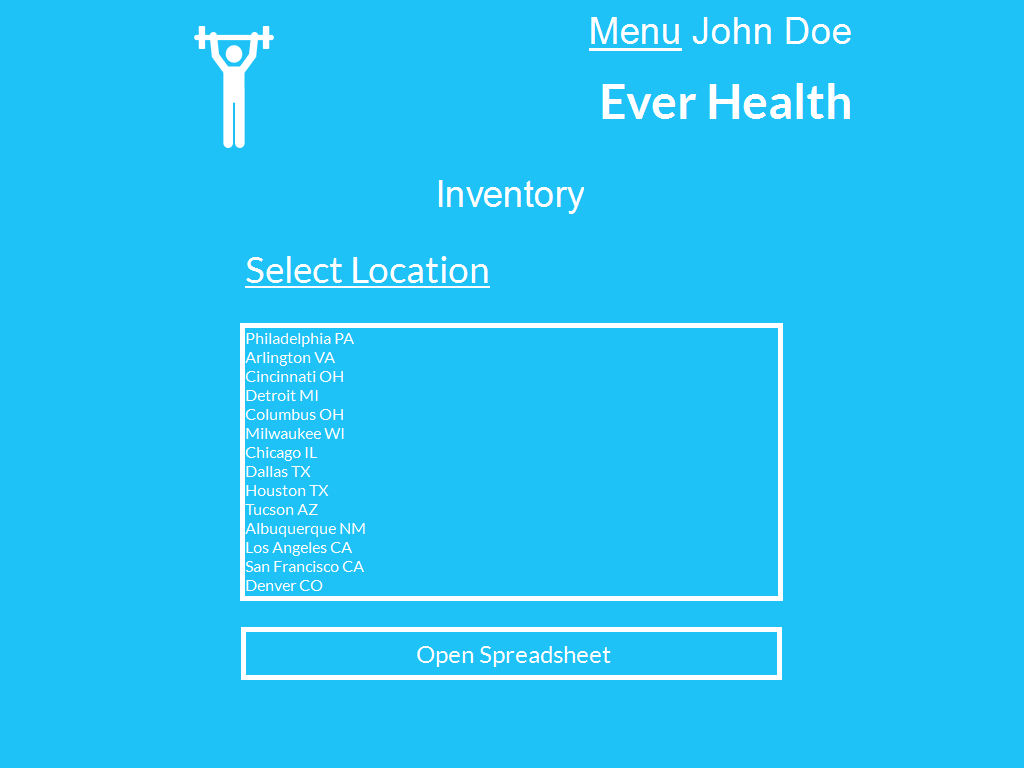 Menu John Doe
Ever Health
Inventory
Select Location
Philadelphia PA
Arlington VA
Cincinnati OH
Detroit MI
Columbus OH
Milwaukee WI
Chicago IL
Dallas TX
Houston TX
Tucson AZ
Albuquerque NM
Los Angeles CA
San Francisco CA
Denver CO
Open Spreadsheet